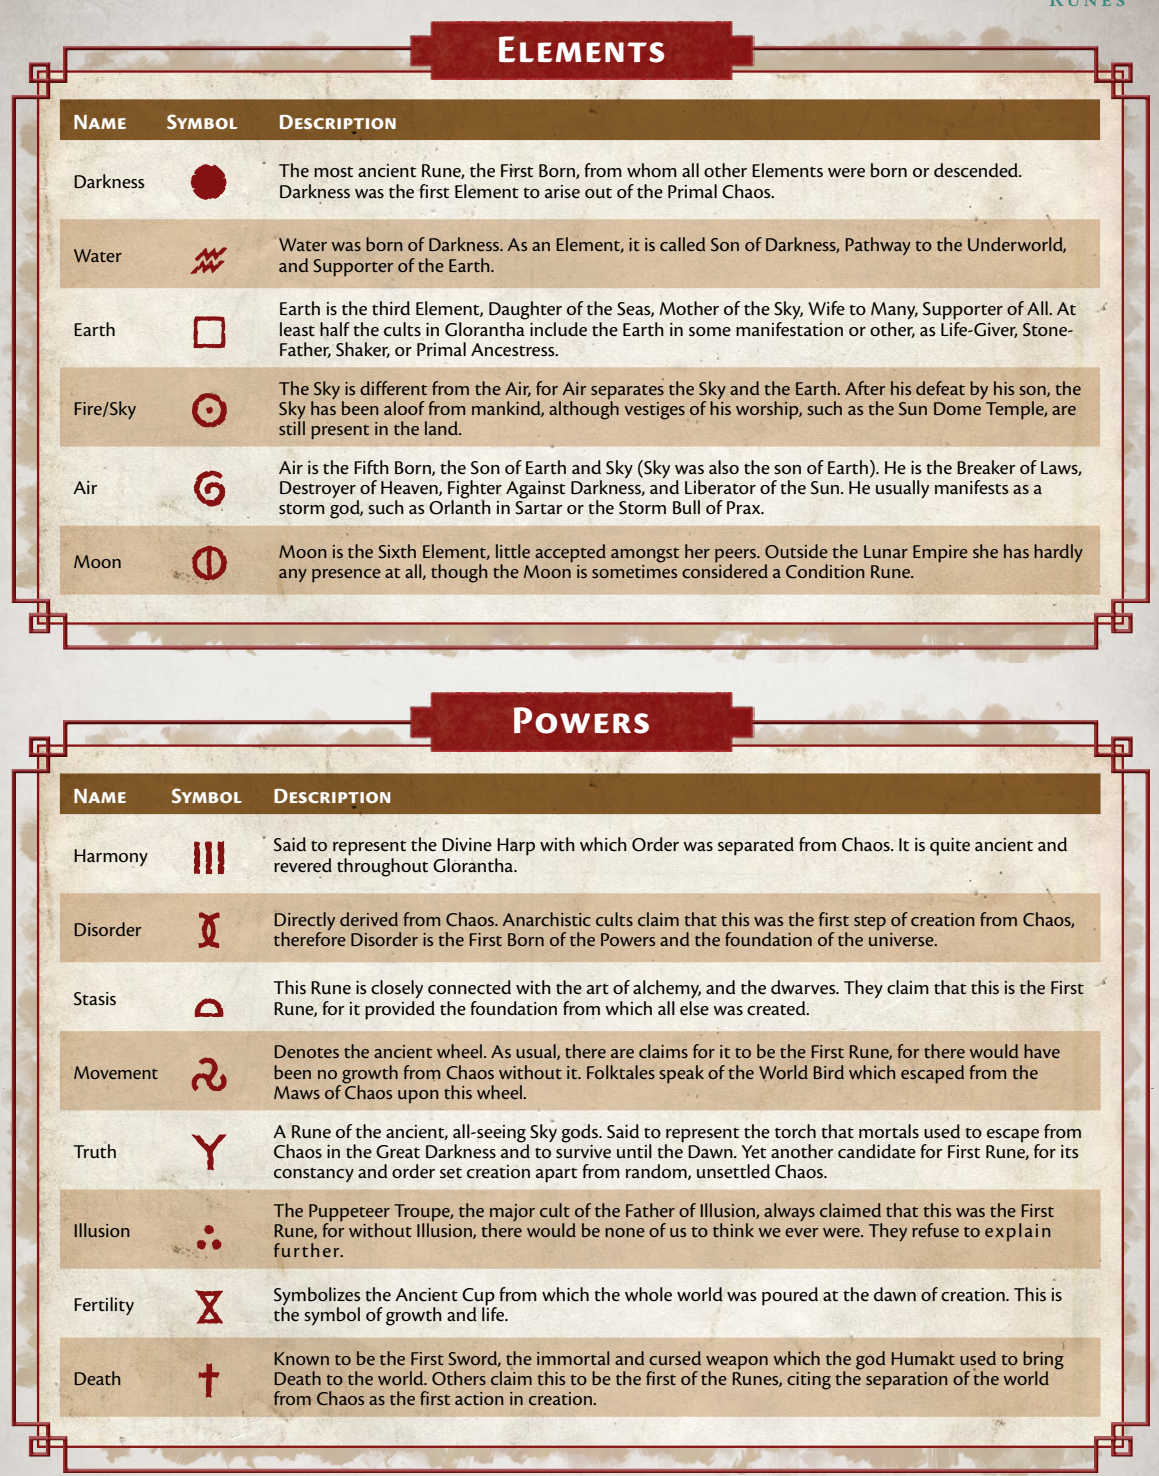 Runes
Elements
Name Symbol Description
Darkness
The most ancient Rune, the First Born, from whom all other Elements were born or descended.
Darkness was the first Element to arise out of the Primal Chaos.
Water
Water was born of Darkness. As an Element, it is called Son of Darkness, Pathway to the Underworld,
and Supporter of the Earth.
Earth
Earth is the third Element, Daughter of the Seas, Mother of the Sky, Wife to Many, Supporter of All. At
least half the cults in Glorantha include the Earth in some manifestation or other, as Life-Giver, Stone-
Father, Shaker, or Primal Ancestress.
Fire/Sky
The Sky is different from the Air, for Air separates the Sky and the Earth. After his defeat by his son, the
Sky has been aloof from mankind, although vestiges of his worship, such as the Sun Dome Temple, are
still present in the land.
Air
Air is the Fifth Born, the Son of Earth and Sky (Sky was also the son of Earth). He is the Breaker of Laws,
Destroyer of Heaven, Fighter Against Darkness, and Liberator of the Sun. He usually manifests as a
storm god, such as Orlanth in Sartar or the Storm Bull of Prax.
Moon
Moon is the Sixth Element, little accepted amongst her peers. Outside the Lunar Empire she has hardly
any presence at all, though the Moon is sometimes considered a Condition Rune.
Powers
Name Symbol Description
Harmony
Said to represent the Divine Harp with which Order was separated from Chaos. It is quite ancient and
revered throughout Glorantha.
Disorder
Directly derived from Chaos. Anarchistic cults claim that this was the first step of creation from Chaos,
therefore Disorder is the First Born of the Powers and the foundation of the universe.
Stasis
This Rune is closely connected with the art of alchemy, and the dwarves. They claim that this is the First
Rune, for it provided the foundation from which all else was created.
Movement
Denotes the ancient wheel. As usual, there are claims for it to be the First Rune, for there would have
been no growth from Chaos without it. Folktales speak of the World Bird which escaped from the
Maws of Chaos upon this wheel.
Truth
A Rune of the ancient, all-seeing Sky gods. Said to represent the torch that mortals used to escape from
Chaos in the Great Darkness and to survive until the Dawn. Yet another candidate for First Rune, for its
constancy and order set creation apart from random, unsettled Chaos.
Illusion
The Puppeteer Troupe, the major cult of the Father of Illusion, always claimed that this was the First
Rune, for without Illusion, there would be none of us to think we ever were. They refuse to explain
further.
Fertility
Symbolizes the Ancient Cup from which the whole world was poured at the dawn of creation. This is
the symbol of growth and life.
Death
Known to be the First Sword, the immortal and cursed weapon which the god Humakt used to bring
Death to the world. Others claim this to be the first of the Runes, citing the separation of the world
from Chaos as the first action in creation.